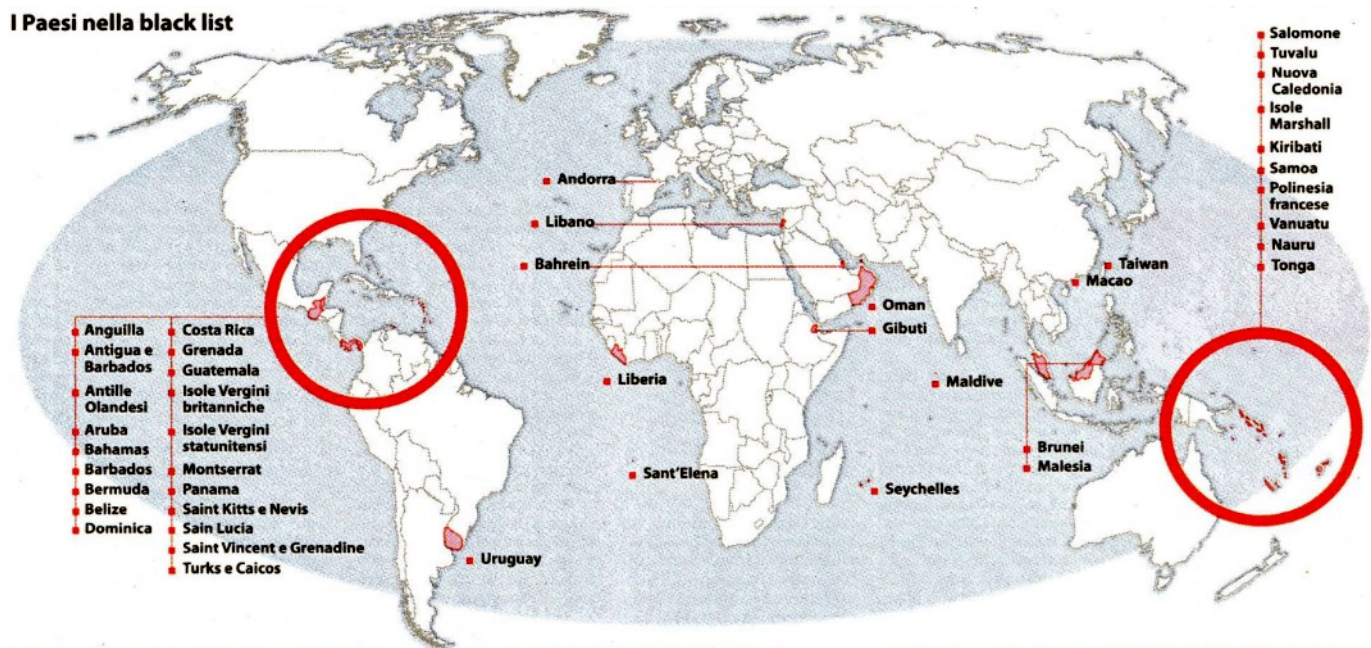 I Paesi nella black list
Salomone
Tuvalu
Nuova
Caledonia
Isole
Marshall
Kiribati
Samoa
Polinesia
francese
Vanuatu
Nauru
Tonga
Andorra
Libano
Bahrein
Taiwan
Macao
Oman
Gibuti
Liberia
Maldive
Brunei
Malesia
Sant'Elena
Seychelles
Uruguay
Anguilla
Antigua e
Barbados
Antille
Olandesi
Aruba
Bahamas
Barbados
Bermuda
Belize
Dominica
Costa Rica
Grenada
Guatemala
Isole Vergini
britanniche
Isole Vergini
statunitensi
Montserrat
Panama
Saint Kitts e Nevis
Sain Lucia
Saint Vincent e Grenadine
Turks e Caicos